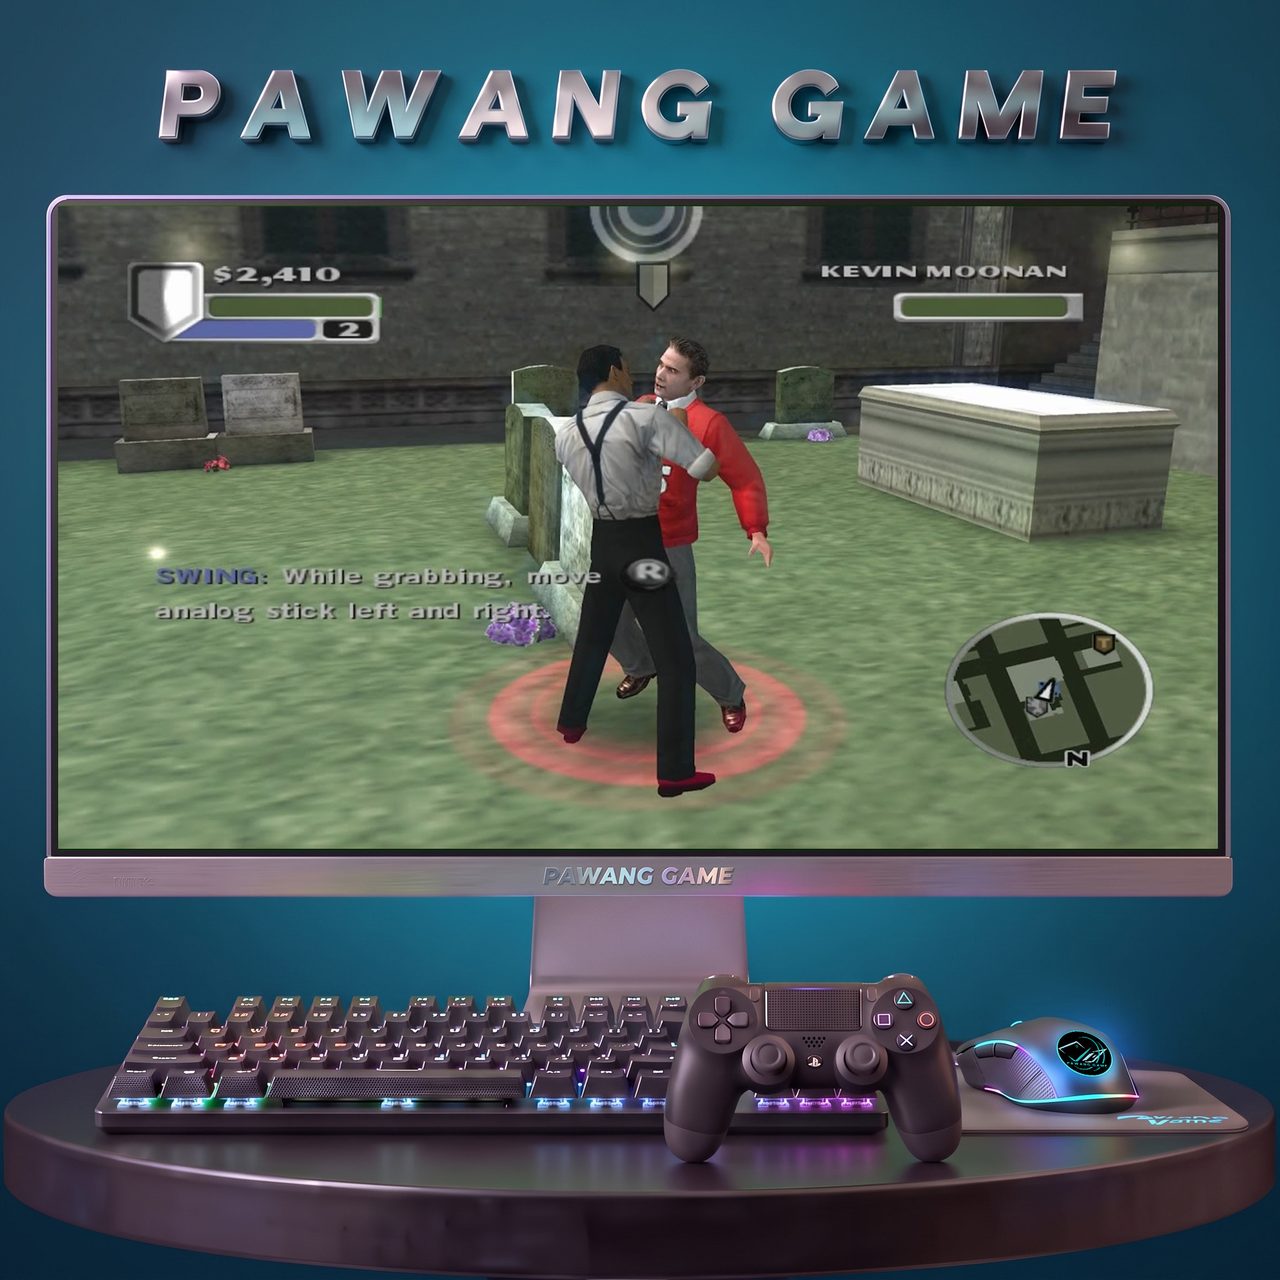 PAWANG GAME
$2,410
KEVIN MOONAN
2
SWING: While grabbing, move R
analog stick left and right.
N
PAWANG GAME